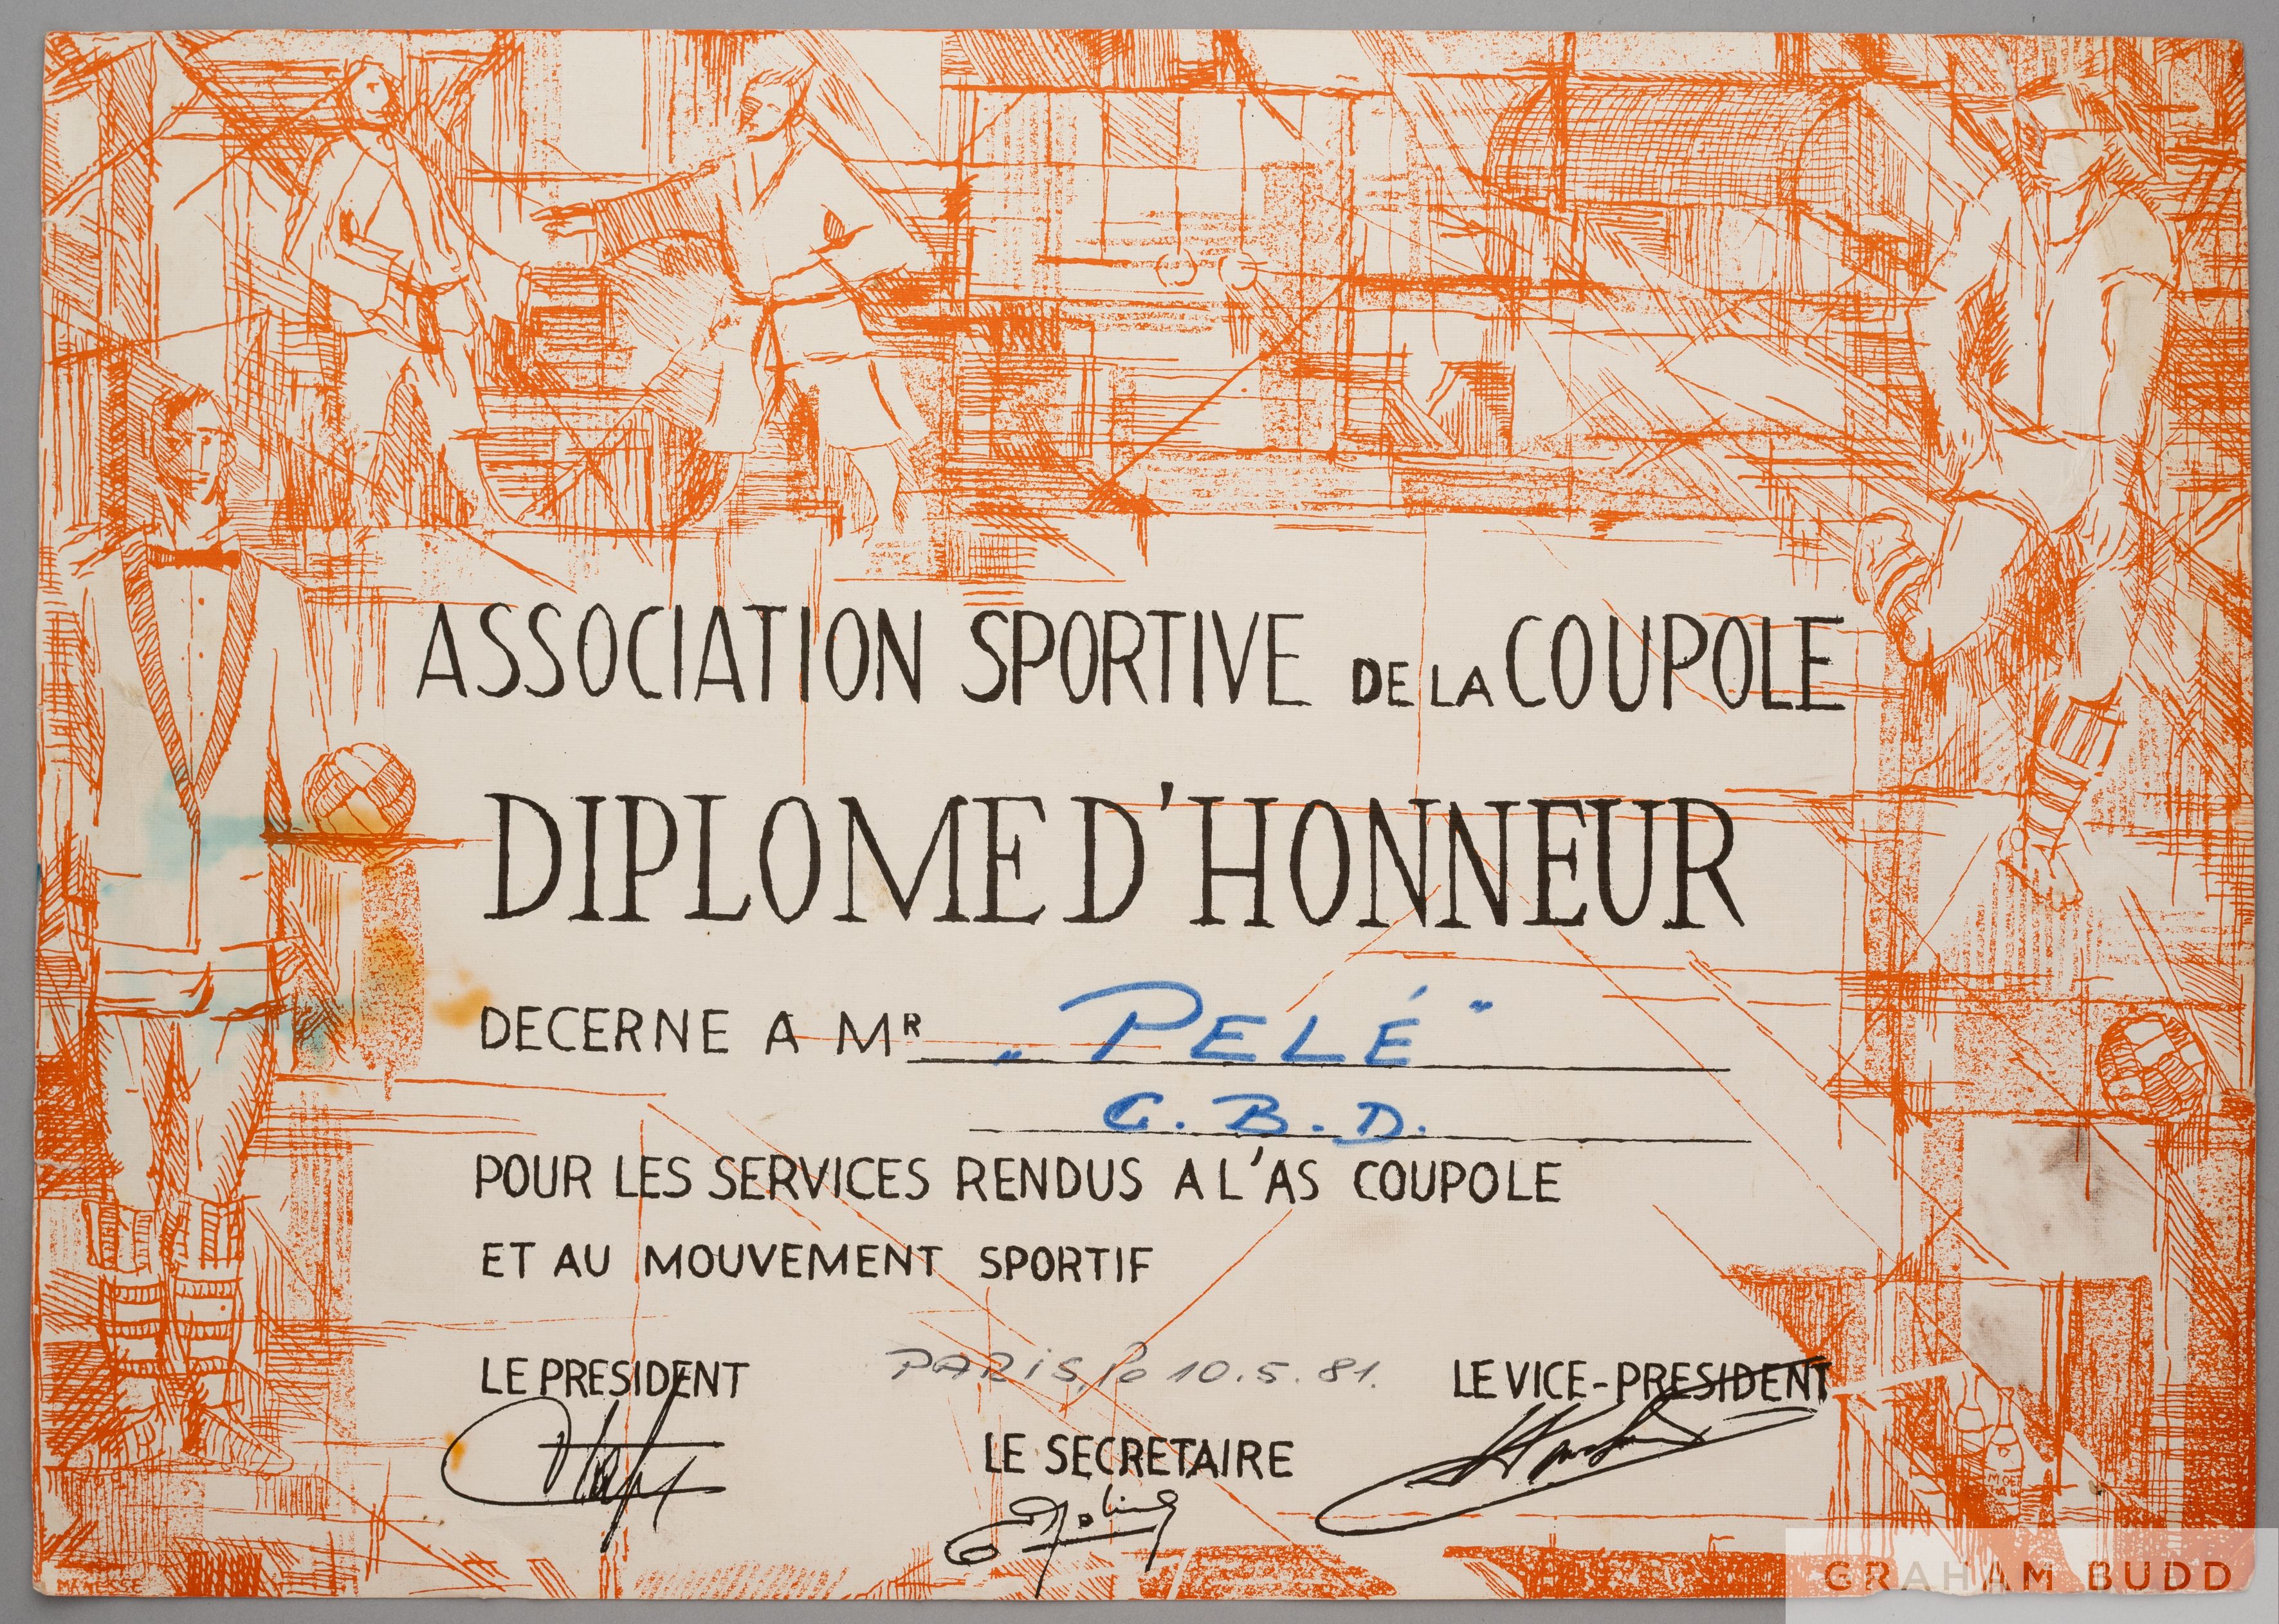 ASSOCIATION SPORTIVE DE LA COUPOLE
DIPLOME D'HONNEUR
DECERNE A MR „PELÉ"
C.B.D.
POUR LES SERVICES RENDUS A L'AS COUPOLE
ET AU MOUVEMENT SPORTIF
PARIS, le 10.5.81.
LE PRESIDENT
LE VICE-PRESIDENT
LE SECRETAIRE
MANESSE
GRAHAM BUDD